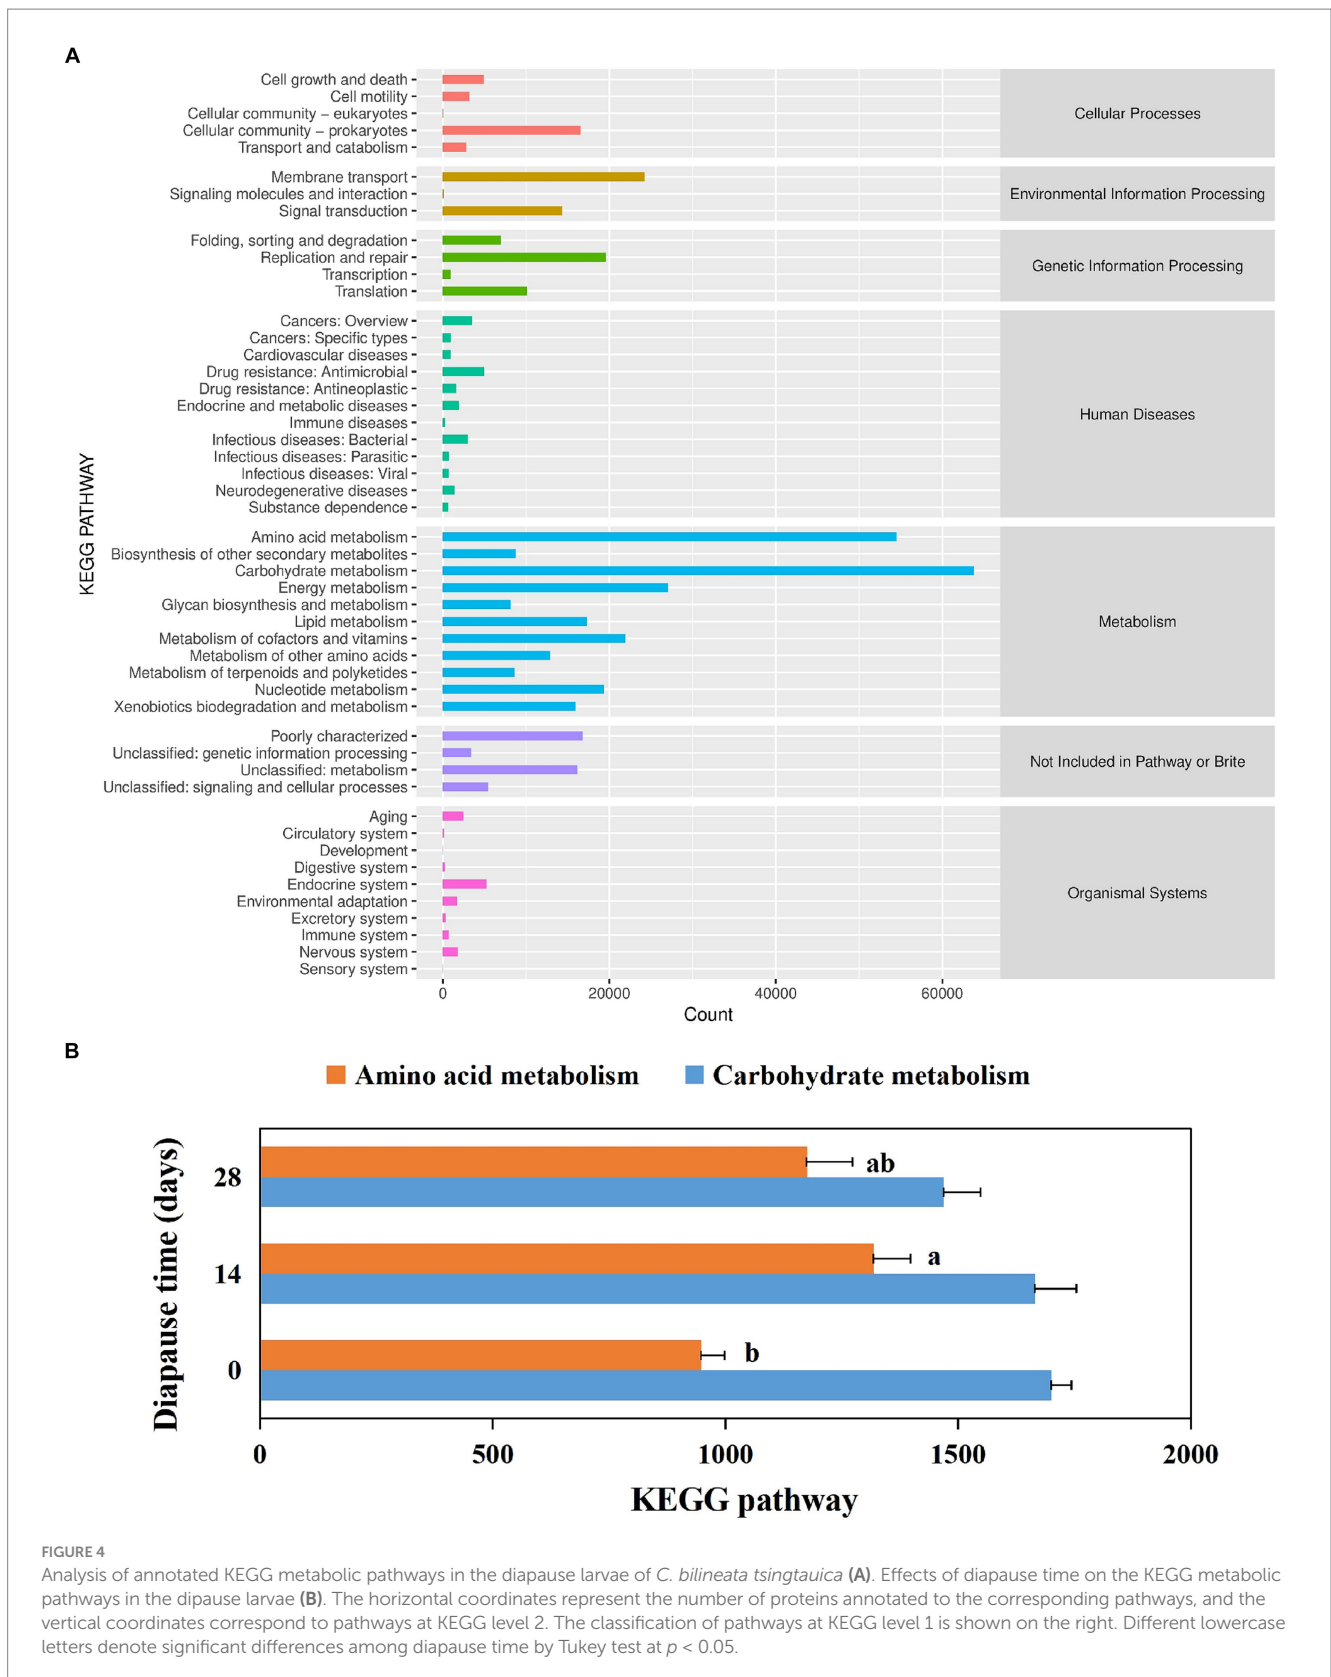 A
Cell growth and death
Cell motility
Cellular community – eukaryotes
Cellular community – prokaryotes
Transport and catabolism
Cellular Processes
Membrane transport
Signaling molecules and interaction
Signal transduction
Environmental Information Processing
Folding, sorting and degradation
Replication and repair
Transcription
Translation
Genetic Information Processing
Cancers: Overview
Cancers: Specific types
Cardiovascular diseases
Drug resistance: Antimicrobial
Drug resistance: Antineoplastic
Endocrine and metabolic diseases
Immune diseases
Infectious diseases: Bacterial
Infectious diseases: Parasitic
Infectious diseases: Viral
Neurodegenerative diseases
Substance dependence
Human Diseases
KEGG PATHWAY
Amino acid metabolism
Biosynthesis of other secondary metabolites
Carbohydrate metabolism
Energy metabolism
Glycan biosynthesis and metabolism
Lipid metabolism
Metabolism of cofactors and vitamins
Metabolism of other amino acids
Metabolism of terpenoids and polyketides
Nucleotide metabolism
Xenobiotics biodegradation and metabolism
Metabolism
Poorly characterized
Unclassified: genetic information processing
Unclassified: metabolism
Unclassified: signaling and cellular processes
Not Included in Pathway or Brite
Aging
Circulatory system
Development
Digestive system
Endocrine system
Environmental adaptation
Excretory system
Immune system
Nervous system
Sensory system
Organismal Systems
0 20000 40000 60000
Count
B
Amino acid metabolism Carbohydrate metabolism
Diapause time (days)
28 ab
14 a
0 b
0 500 1000 1500 2000
KEGG pathway
FIGURE 4
Analysis of annotated KEGG metabolic pathways in the diapause larvae of C. bilineata tsingtauica (A). Effects of diapause time on the KEGG metabolic
pathways in the dipause larvae (B). The horizontal coordinates represent the number of proteins annotated to the corresponding pathways, and the
vertical coordinates correspond to pathways at KEGG level 2. The classification of pathways at KEGG level 1 is shown on the right. Different lowercase
letters denote significant differences among diapause time by Tukey test at p < 0.05.